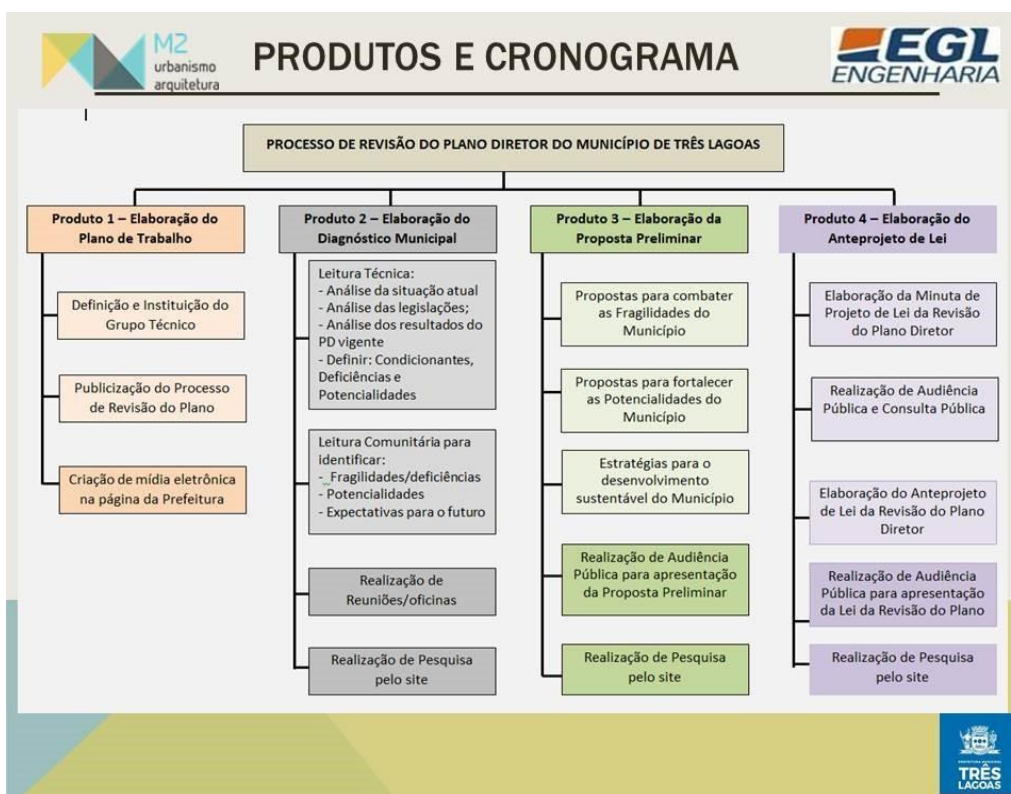 M2
urbanismo
arquitetura
PRODUTOS E CRONOGRAMA
EGL
ENGENHARIA
PROCESSO DE REVISÃO DO PLANO DIRETOR DO MUNICÍPIO DE TRÊS LAGOAS
Produto 1 – Elaboração do
Plano de Trabalho
Definição e Instituição do
Grupo Técnico
Publicização do Processo
de Revisão do Plano
Criação de mídia eletrônica
na página da Prefeitura
Produto 2 – Elaboração do
Diagnóstico Municipal
Leitura Técnica:
- Análise da situação atual
- Análise das legislações;
- Análise dos resultados do
PD vigente
- Definir: Condicionantes,
Deficiências e
Potencialidades
Leitura Comunitária para
identificar:
- Fragilidades/deficiências
- Potencialidades
- Expectativas para o futuro
Realização de
Reuniões/oficinas
Realização de Pesquisa
pelo site
Produto 3 – Elaboração da
Proposta Preliminar
Propostas para combater
as Fragilidades do
Município
Propostas para fortalecer
as Potencialidades do
Município
Estratégias para o
desenvolvimento
sustentável do Município
Realização de Audiência
Pública para apresentação
da Proposta Preliminar
Realização de Pesquisa
pelo site
Produto 4 – Elaboração do
Anteprojeto de Lei
Elaboração da Minuta de
Projeto de Lei da Revisão
do Plano Diretor
Realização de Audiência
Pública e Consulta Pública
Elaboração do Anteprojeto
de Lei da Revisão do Plano
Diretor
Realização de Audiência
Pública para apresentação
da Lei da Revisão do Plano
Realização de Pesquisa
pelo site
TRÊS
LAGOAS